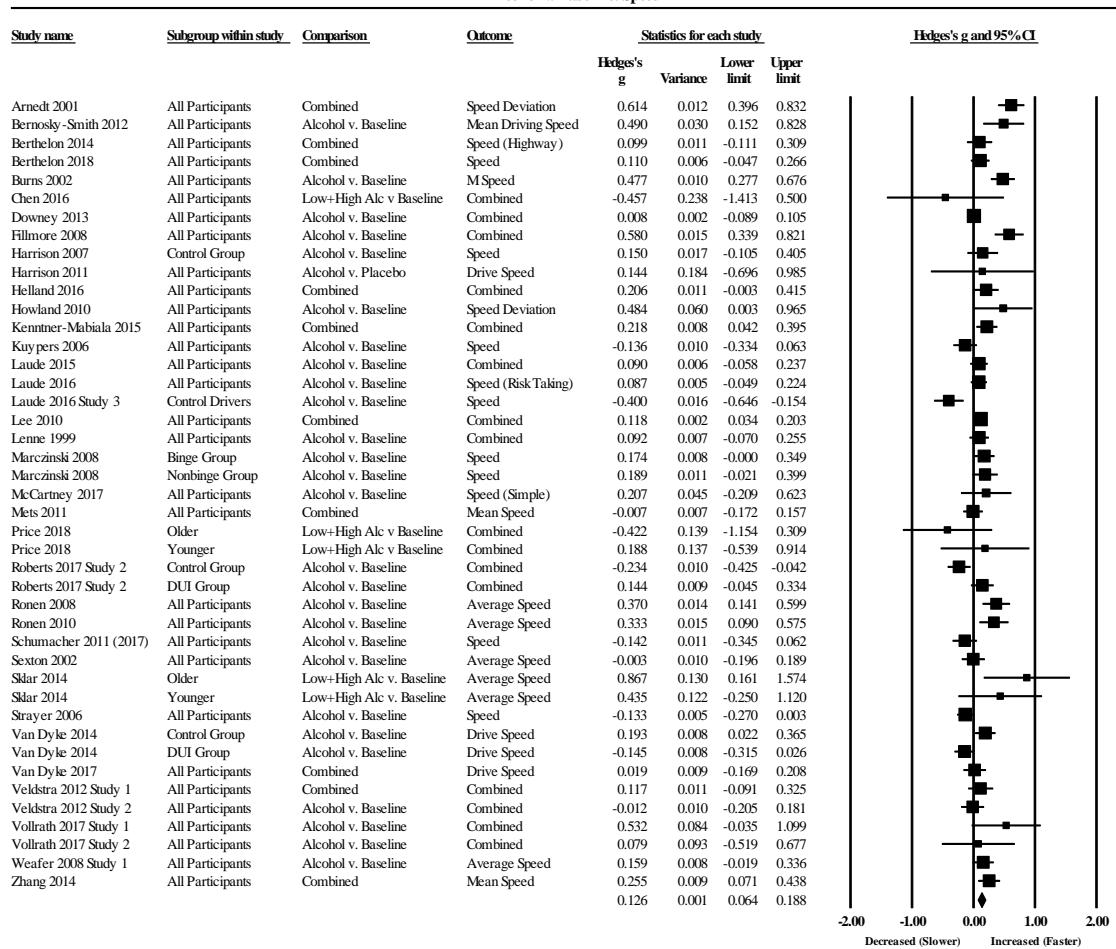 Study name Subgroup within study Comparison Outcome Statistics for each study Hedges's g and 95% CI
Hedges's g Variance Lower limit Upper limit
Arnedt 2001 All Participants Combined Speed Deviation 0.614 0.012 0.396 0.832
Bernosky-Smith 2012 All Participants Alcohol v. Baseline Mean Driving Speed 0.490 0.030 0.152 0.828
Berthelon 2014 All Participants Combined Speed (Highway) 0.099 0.011 -0.111 0.309
Berthelon 2018 All Participants Combined Speed 0.110 0.006 -0.047 0.266
Burns 2002 All Participants Alcohol v. Baseline M Speed 0.477 0.010 0.277 0.676
Chen 2016 All Participants Low+High Alc v Baseline Combined -0.457 0.238 -1.413 0.500
Downey 2013 All Participants Alcohol v. Baseline Combined 0.008 0.002 -0.089 0.105
Fillmore 2008 All Participants Alcohol v. Baseline Combined 0.580 0.015 0.339 0.821
Harrison 2007 Control Group Alcohol v. Baseline Speed 0.150 0.017 -0.105 0.405
Harrison 2011 All Participants Alcohol v. Placebo Drive Speed 0.144 0.184 -0.696 0.985
Helland 2016 All Participants Combined Combined 0.206 0.011 -0.003 0.415
Howland 2010 All Participants Alcohol v. Baseline Speed Deviation 0.484 0.060 0.003 0.965
Kenntner-Mabiala 2015 All Participants Combined Combined 0.218 0.008 0.042 0.395
Kuypers 2006 All Participants Alcohol v. Baseline Speed -0.136 0.010 -0.334 0.063
Laude 2015 All Participants Alcohol v. Baseline Combined 0.090 0.006 -0.058 0.237
Laude 2016 All Participants Alcohol v. Baseline Speed (Risk Taking) 0.087 0.005 -0.049 0.224
Laude 2016 Study 3 Control Drivers Alcohol v. Baseline Speed -0.400 0.016 -0.646 -0.154
Lee 2010 All Participants Combined Combined 0.118 0.002 0.034 0.203
Lenne 1999 All Participants Alcohol v. Baseline Combined 0.092 0.007 -0.070 0.255
Marczinski 2008 Binge Group Alcohol v. Baseline Speed 0.174 0.008 -0.000 0.349
Marczinski 2008 Nonbinge Group Alcohol v. Baseline Speed 0.189 0.011 -0.021 0.399
McCartney 2017 All Participants Alcohol v. Baseline Speed (Simple) 0.207 0.045 -0.209 0.623
Mets 2011 All Participants Combined Mean Speed -0.007 0.007 -0.172 0.157
Price 2018 Older Low+High Alc v Baseline Combined -0.422 0.139 -1.154 0.309
Price 2018 Younger Low+High Alc v Baseline Combined 0.188 0.137 -0.539 0.914
Roberts 2017 Study 2 Control Group Alcohol v. Baseline Combined -0.234 0.010 -0.425 -0.042
Roberts 2017 Study 2 DUI Group Alcohol v. Baseline Combined 0.144 0.009 -0.045 0.334
Ronen 2008 All Participants Alcohol v. Baseline Average Speed 0.370 0.014 0.141 0.599
Ronen 2010 All Participants Alcohol v. Baseline Average Speed 0.333 0.015 0.090 0.575
Schumacher 2011 (2017) All Participants Alcohol v. Baseline Speed -0.142 0.011 -0.345 0.062
Sexton 2002 All Participants Alcohol v. Baseline Average Speed -0.003 0.010 -0.196 0.189
Sklar 2014 Older Low+High Alc v. Baseline Average Speed 0.867 0.130 0.161 1.574
Sklar 2014 Younger Low+High Alc v. Baseline Average Speed 0.435 0.122 -0.250 1.120
Strayer 2006 All Participants Alcohol v. Baseline Speed -0.133 0.005 -0.270 0.003
Van Dyke 2014 Control Group Alcohol v. Baseline Drive Speed 0.193 0.008 0.022 0.365
Van Dyke 2014 DUI Group Alcohol v. Baseline Drive Speed -0.145 0.008 -0.315 0.026
Van Dyke 2017 All Participants Combined Drive Speed 0.019 0.009 -0.169 0.208
Veldstra 2012 Study 1 All Participants Combined Combined 0.117 0.011 -0.091 0.325
Veldstra 2012 Study 2 All Participants Alcohol v. Baseline Combined -0.012 0.010 -0.205 0.181
Vollrath 2017 Study 1 All Participants Alcohol v. Baseline Combined 0.532 0.084 -0.035 1.099
Vollrath 2017 Study 2 All Participants Alcohol v. Baseline Combined 0.079 0.093 -0.519 0.677
Weafer 2008 Study 1 All Participants Alcohol v. Baseline Average Speed 0.159 0.008 -0.019 0.336
Zhang 2014 All Participants Combined Mean Speed 0.255 0.009 0.071 0.438
0.126 0.001 0.064 0.188
-2.00 -1.00 0.00 1.00 2.00
Decreased (Slower) Increased (Faster)